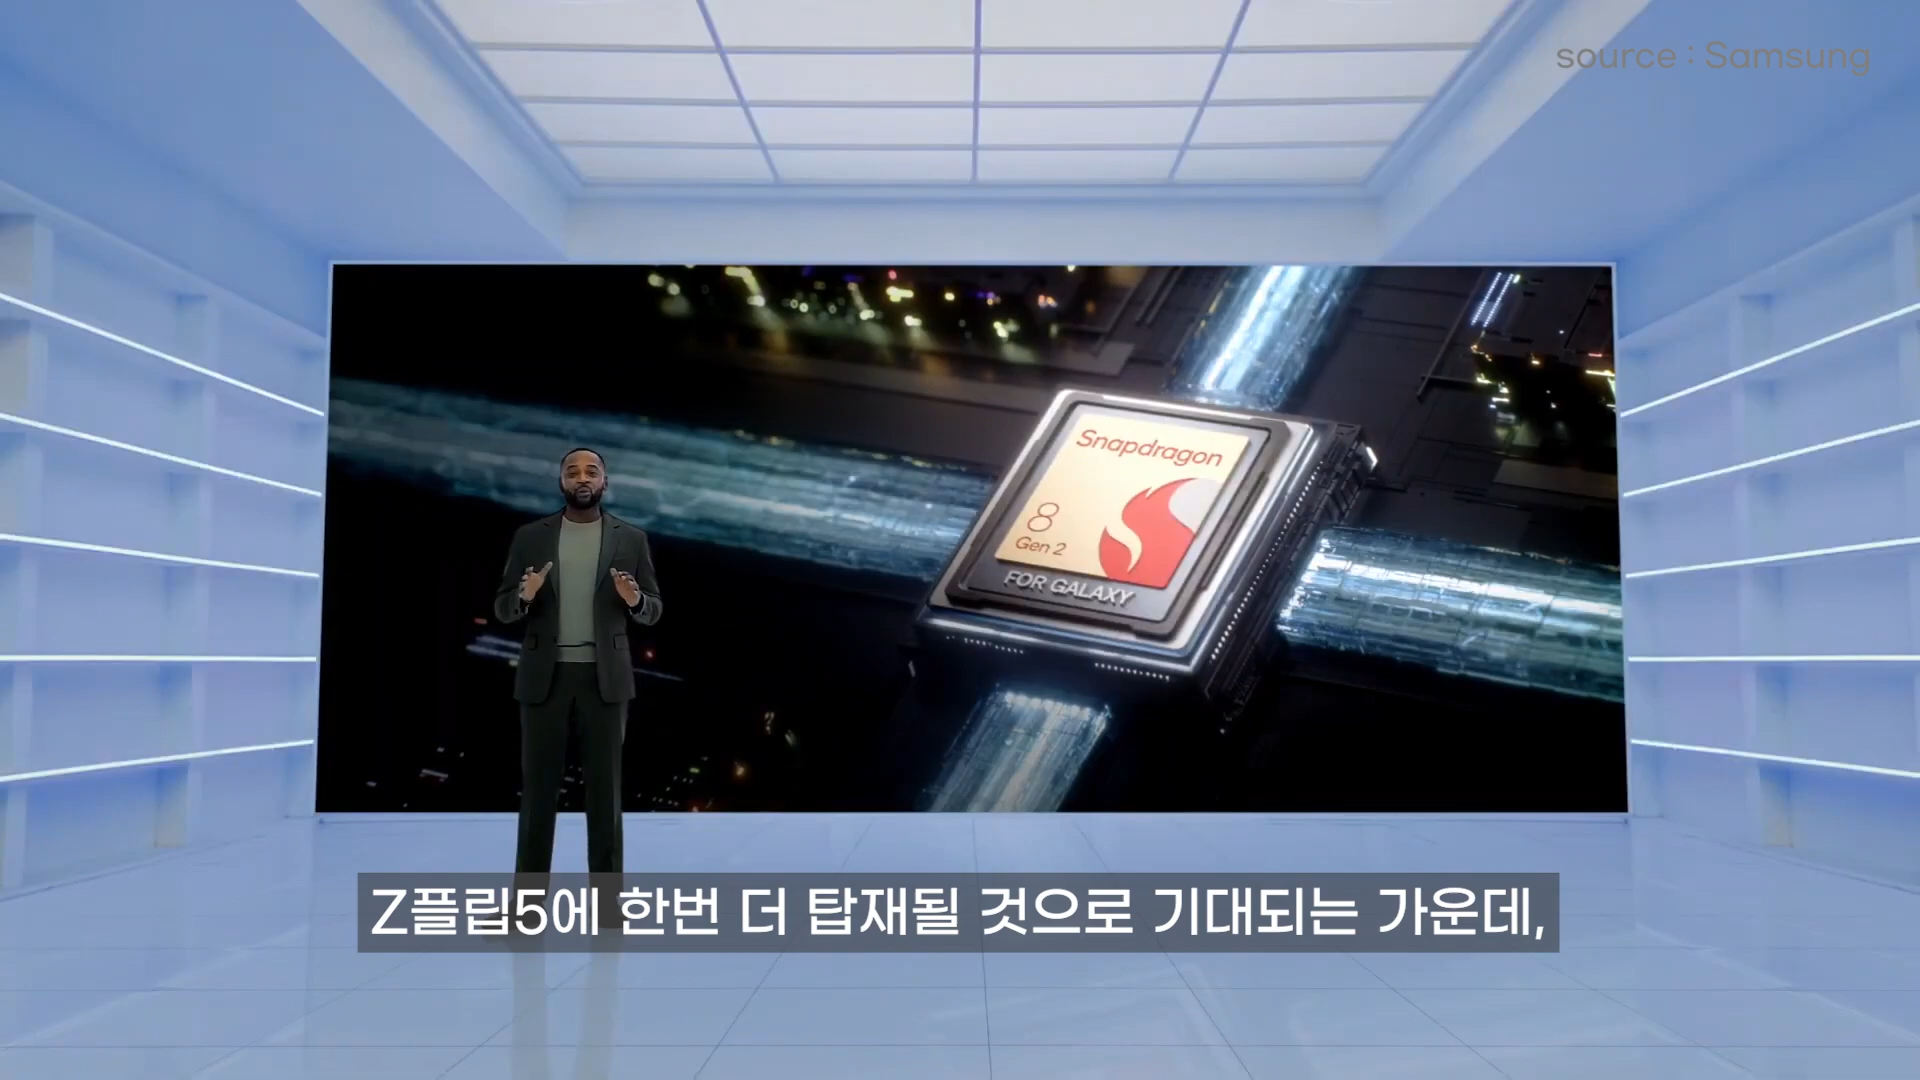 source : Samsung
Snapdragon
8
Gen 2
FOR GALAXY
Z플립5에 한번 더 탑재될 것으로 기대되는 가운데,